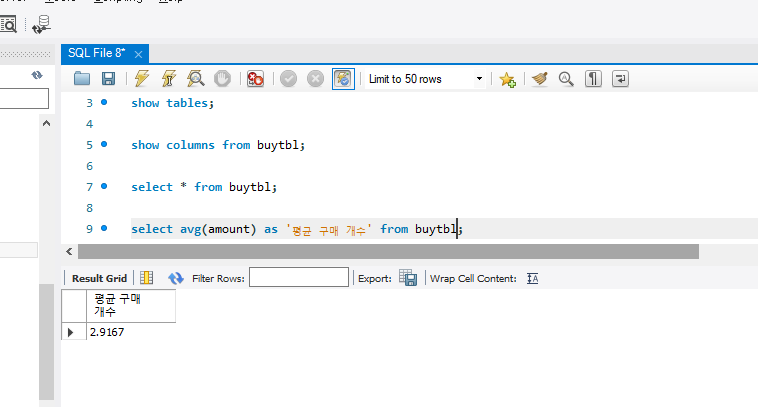 SQL File 8*
Limit to 50 rows
3 show tables;
4
5 show columns from buytbl;
6
7 select * from buytbl;
8
9 select avg(amount) as '평균 구매 개수' from buytbl;
Result Grid Filter Rows: Export: Wrap Cell Content:
평균 구매
개수
2.9167